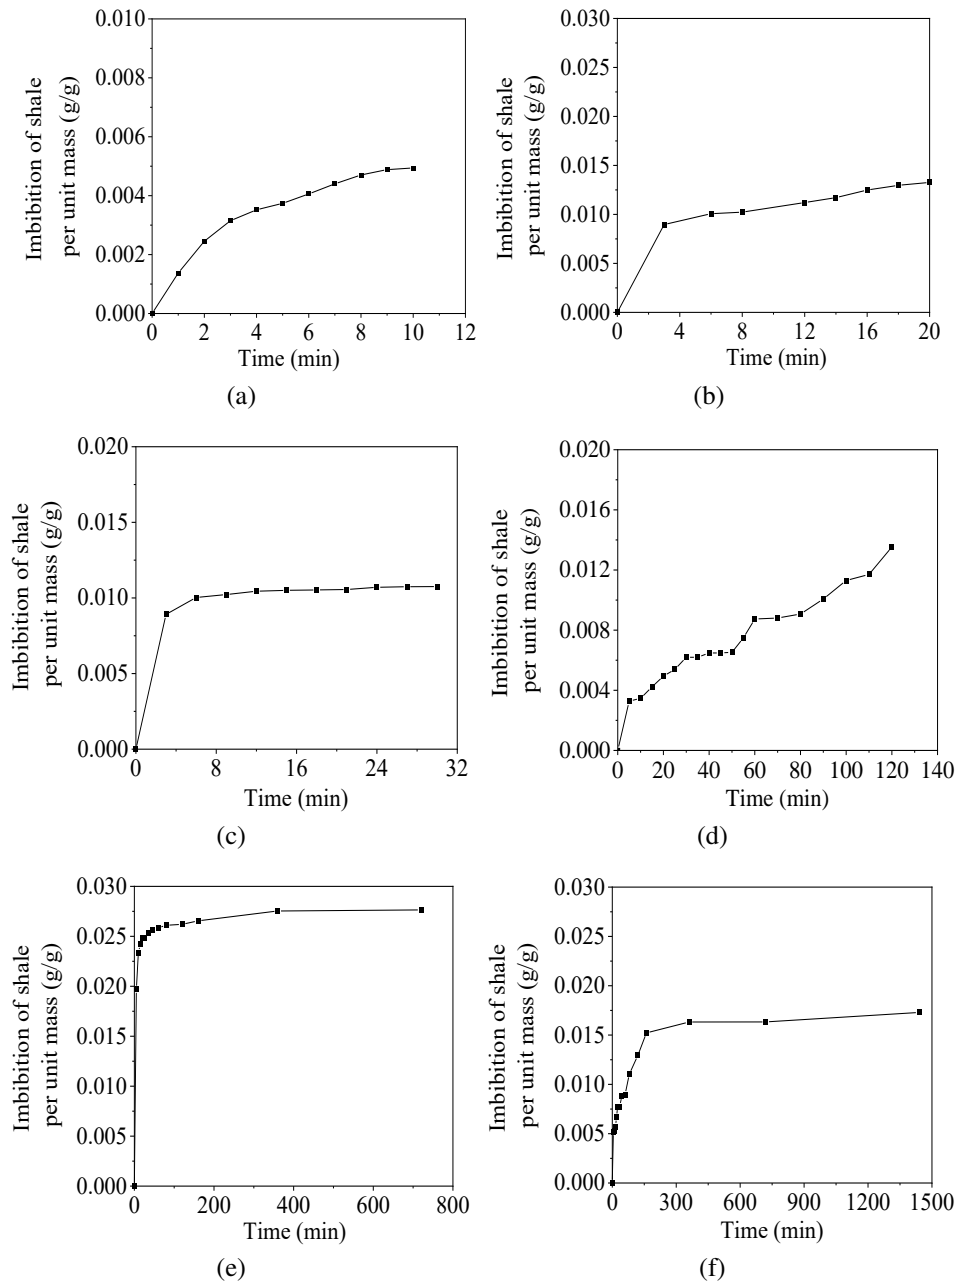 0.010
0.008
0.006
0.004
0.002
0.000
Imbibition of shale
per unit mass (g/g)
0 2 4 6 8 10 12
Time (min)
(a)
0.030
0.025
0.020
0.015
0.010
0.005
0.000
Imbibition of shale
per unit mass (g/g)
0 4 8 12 16 20
Time (min)
(b)
0.020
0.015
0.010
0.005
0.000
Imbibition of shale
per unit mass (g/g)
0 8 16 24 32
Time (min)
(c)
0.020
0.016
0.012
0.008
0.004
0.000
Imbibition of shale
per unit mass (g/g)
0 20 40 60 80 100 120 140
Time (min)
(d)
0.030
0.025
0.020
0.015
0.010
0.005
0.000
Imbibition of shale
per unit mass (g/g)
0 200 400 600 800
Time (min)
(e)
0.030
0.025
0.020
0.015
0.010
0.005
0.000
Imbibition of shale
per unit mass (g/g)
0 300 600 900 1200 1500
Time (min)
(f)